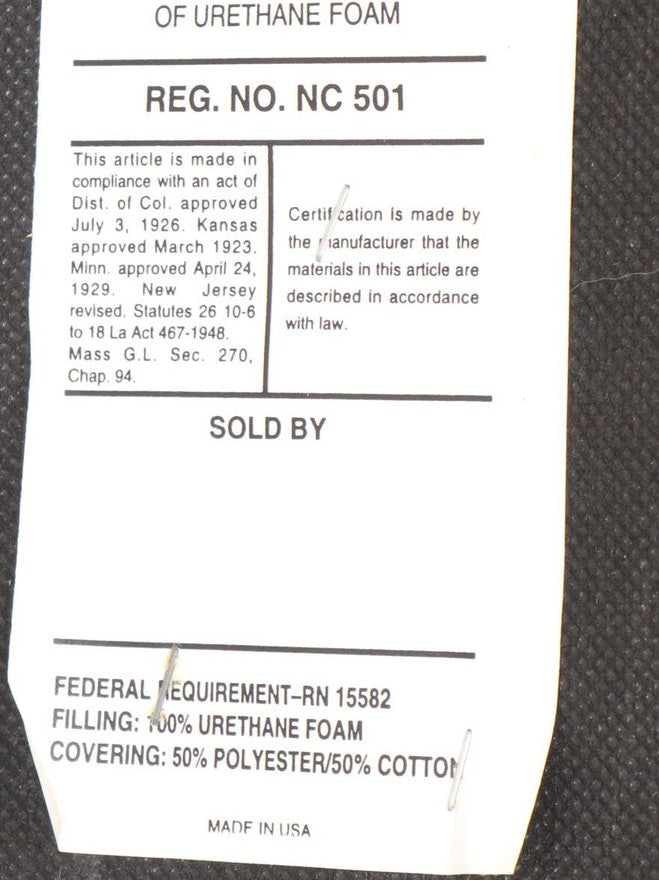 OF URETHANE FOAM
REG. NO. NC 501
This article is made in
compliance with an act of
Dist. of Col. approved
July 3, 1926. Kansas
approved March 1923.
Minn. approved April 24,
1929. New Jersey
revised. Statutes 26 10-6
to 18 La Act 467-1948.
Mass G.L. Sec. 270,
Chap. 94.
Certification is made by
the manufacturer that the
materials in this article are
described in accordance
with law.
SOLD BY
FEDERAL REQUIREMENT–RN 15582
FILLING: 100% URETHANE FOAM
COVERING: 50% POLYESTER/50% COTTON
MADE IN USA